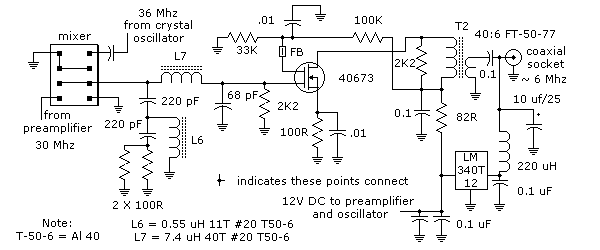 36 Mhz
from crystal
oscillator
mixer
.01
100K
T2
40:6 FT-50-77
33K
FB
L7
40673
2K2
0.1
coaxial
socket
~ 6 Mhz
220 pF
68 pF
2K2
0.1
82R
10 uf/25
+
from
preamplifier
30 Mhz
220 pF
L6
100R
.01
LM
340T
12
220 uH
2 X 100R
indicates these points connect
0.1 uF
12V DC to preamplifier
and oscillator
0.1 uF
Note:
T-50-6 = Al 40
L6 = 0.55 uH 11T #20 T50-6
L7 = 7.4 uH 40T #20 T50-6